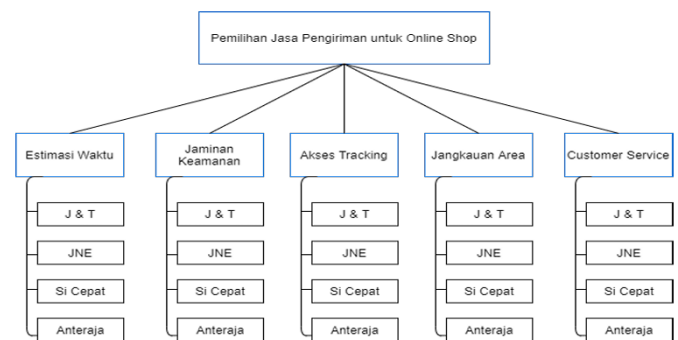 Pemilihan Jasa Pengiriman untuk Online Shop
Estimasi Waktu
Jaminan
Keamanan
Akses Tracking
Jangkauan Area
Customer Service
J & T
J & T
J & T
J & T
J & T
JNE
JNE
JNE
JNE
JNE
Si Cepat
Si Cepat
Si Cepat
Si Cepat
Si Cepat
Anteraja
Anteraja
Anteraja
Anteraja
Anteraja